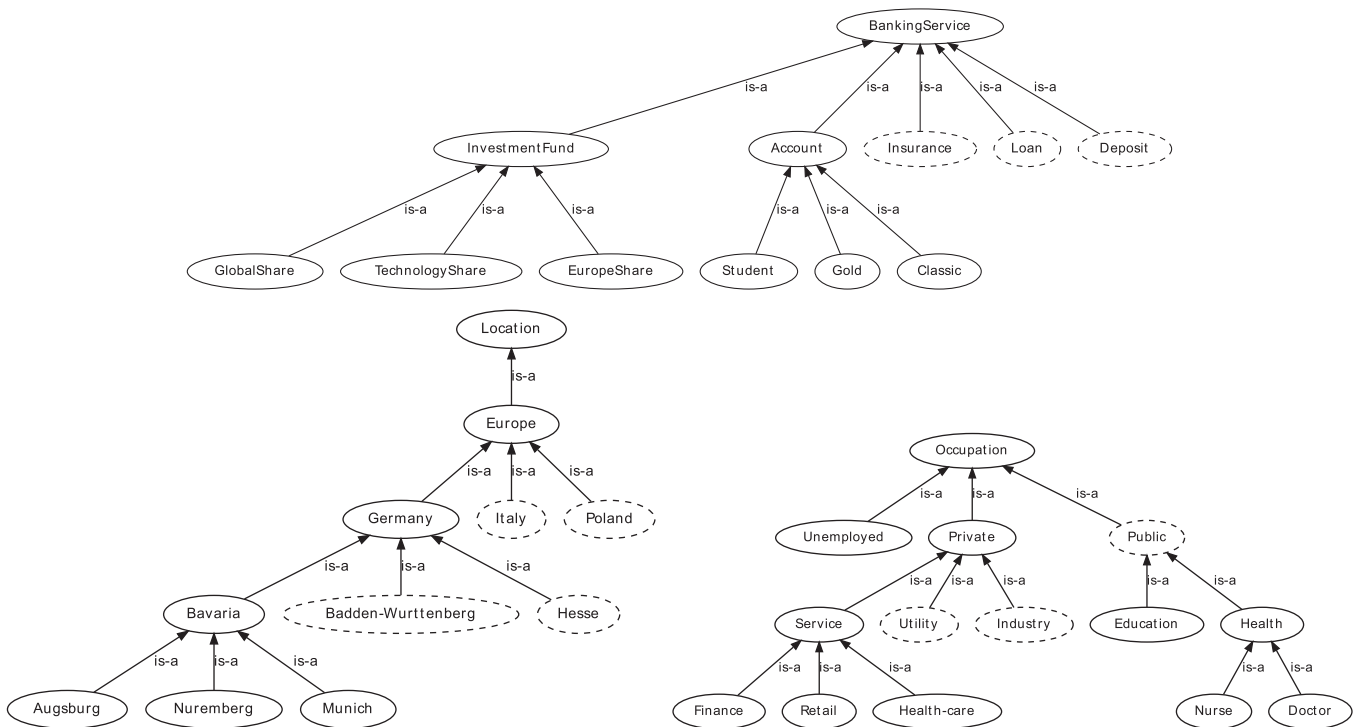 BankingService
is-a is-a is-a is-a is-a
InvestmentFund Account Insurance Loan Deposit
is-a is-a is-a is-a is-a is-a
GlobalShare TechnologyShare EuropeShare Student Gold Classic
Location
is-a
Europe
is-a is-a is-a
Germany Italy Poland
is-a is-a is-a
Bavaria Badden-Wurttenberg Hesse
is-a is-a is-a
Augsburg Nuremberg Munich
Occupation
is-a is-a is-a
Unemployed Private Public
is-a is-a is-a is-a is-a
Service Utility Industry Education Health
is-a is-a is-a is-a is-a
Finance Retail Health-care Nurse Doctor